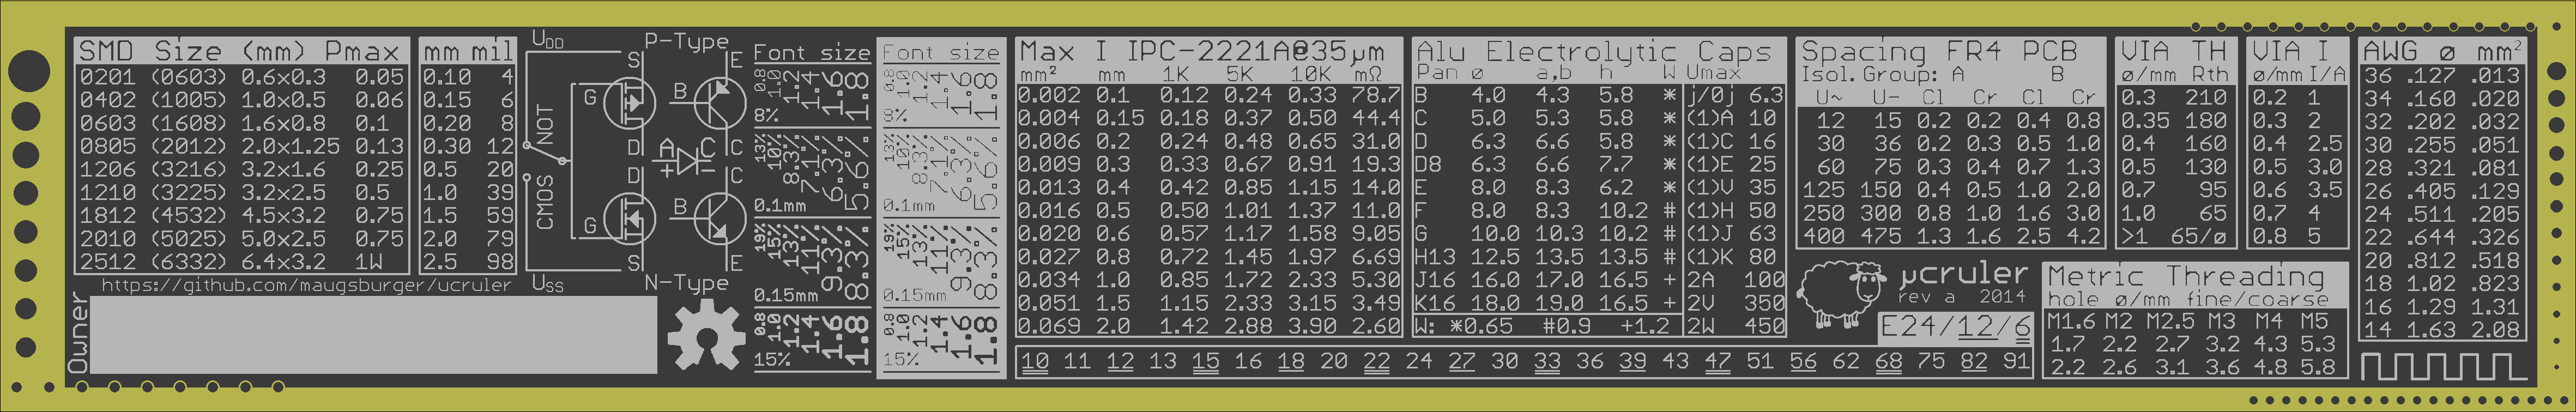 SMD Size (mm) Pmax
0201 (0603) 0.6x0.3 0.05
0402 (1005) 1.0x0.5 0.06
0603 (1608) 1.6x0.8 0.1
0805 (2012) 2.0x1.25 0.13
1206 (3216) 3.2x1.6 0.25
1210 (3225) 3.2x2.5 0.5
1812 (4532) 4.5x3.2 0.75
2010 (5025) 5.0x2.5 0.75
2512 (6332) 6.4x3.2 1W
https://github.com/maugsburger/ucruler
Owner
mm mil
0.10 4
0.15 6
0.20 8
0.30 12
0.5 20
1.0 39
1.5 59
2.0 79
2.5 98
UDD P-Type
S E
G B
NOT
D A C C
+ -
CMOS
D C
G B
S E
USS N-Type
Font size
0.8 1.0 1.2 1.4 1.6 1.8
8%
13% 10% 8.3% 7.1% 6.3% 5.6%
0.1mm
19% 15% 13% 11% 9.3% 8.3%
0.15mm
0.8 1.0 1.2 1.4 1.6 1.8
15%
Font size
0.8 1.0 1.2 1.4 1.6 1.8
8%
13% 10% 8.3% 7.1% 6.3% 5.6%
0.1mm
19% 15% 13% 11% 9.3% 8.3%
0.15mm
0.8 1.0 1.2 1.4 1.6 1.8
15%
Max I IPC-2221A@35µm
mm² mm 1K 5K 10K mΩ
0.002 0.1 0.12 0.24 0.33 78.7
0.004 0.15 0.18 0.37 0.50 44.4
0.006 0.2 0.24 0.48 0.65 31.0
0.009 0.3 0.33 0.67 0.91 19.3
0.013 0.4 0.42 0.85 1.15 14.0
0.016 0.5 0.50 1.01 1.37 11.0
0.020 0.6 0.57 1.17 1.58 9.05
0.027 0.8 0.72 1.45 1.97 6.69
0.034 1.0 0.85 1.72 2.33 5.30
0.051 1.5 1.15 2.33 3.15 3.49
0.069 2.0 1.42 2.88 3.90 2.60
Alu Electrolytic Caps
Pan ø a,b h W Umax
B 4.0 4.3 5.8 * j/0j 6.3
C 5.0 5.3 5.8 * (1)A 10
D 6.3 6.6 5.8 * (1)C 16
D8 6.3 6.6 7.7 * (1)E 25
E 8.0 8.3 6.2 * (1)V 35
F 8.0 8.3 10.2 # (1)H 50
G 10.0 10.3 10.2 # (1)J 63
H13 12.5 13.5 13.5 # (1)K 80
J16 16.0 17.0 16.5 + 2A 100
K16 18.0 19.0 16.5 + 2V 350
W: *0.65 #0.9 +1.2 2W 450
Spacing FR4 PCB
Isol. Group: A B
U~ U- Cl Cr Cl Cr
12 15 0.2 0.2 0.4 0.8
30 36 0.2 0.3 0.5 1.0
60 75 0.3 0.4 0.7 1.3
125 150 0.4 0.5 1.0 2.0
250 300 0.8 1.0 1.6 3.0
400 475 1.3 1.6 2.5 4.2
VIA TH
ø/mm Rth
0.3 210
0.35 180
0.4 160
0.5 130
0.7 95
1.0 65
>1 65/ø
VIA I
ø/mm I/A
0.2 1
0.3 2
0.4 2.5
0.5 3.0
0.6 3.5
0.7 4
0.8 5
µcruler
rev a 2014
E24/12/6
10 11 12 13 15 16 18 20 22 24 27 30 33 36 39 43 47 51 56 62 68 75 82 91
Metric Threading
hole ø/mm fine/coarse
M1.6 M2 M2.5 M3 M4 M5
1.7 2.2 2.7 3.2 4.3 5.3
2.2 2.6 3.1 3.6 4.8 5.8
AWG ø mm²
36 .127 .013
34 .160 .020
32 .202 .032
30 .255 .051
28 .321 .081
26 .405 .129
24 .511 .205
22 .644 .326
20 .812 .518
18 1.02 .823
16 1.29 1.31
14 1.63 2.08